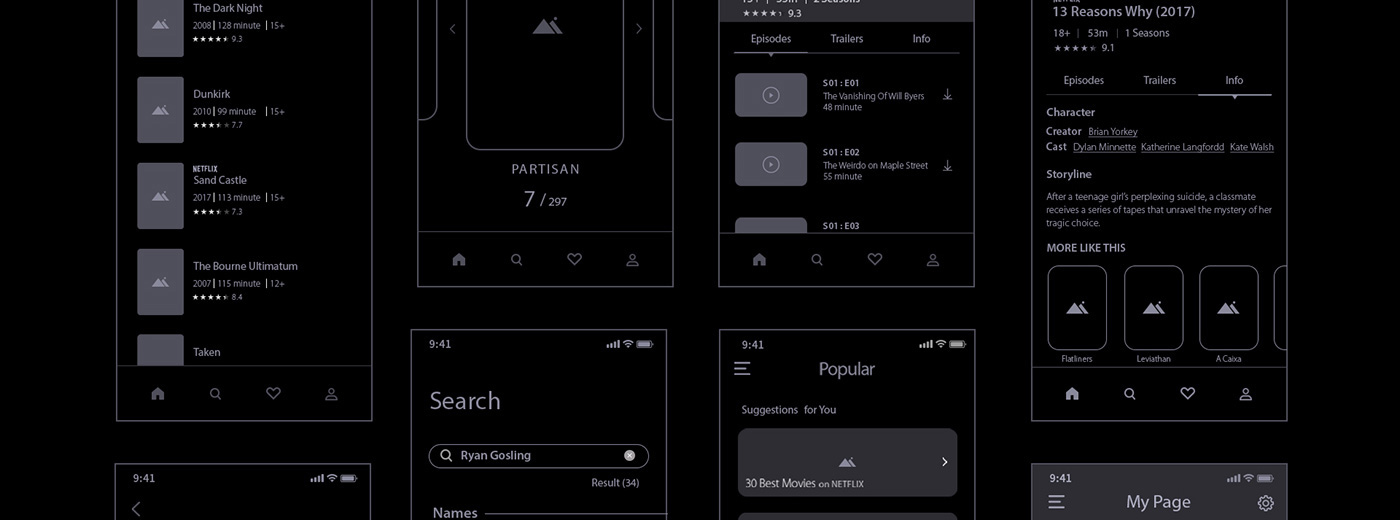 The Dark Night
2008 | 128 minute | 15+
9.3
Dunkirk
2010 | 99 minute | 15+
7.7
NETFLIX
Sand Castle
2017 | 113 minute | 15+
7.3
The Bourne Ultimatum
2007 | 115 minute | 12+
8.4
Taken
9:41
PARTISAN
7 / 297
9:41
Search
Ryan Gosling
Result (34)
Names
9.3
Episodes Trailers Info
S01 : E01
The Vanishing Of Will Byers
48 minute
S01 : E02
The Weirdo on Maple Street
55 minute
S01 : E03
9:41
Popular
Suggestions for You
30 Best Movies on NETFLIX
13 Reasons Why (2017)
18+ | 53m | 1 Seasons
9.1
Episodes Trailers Info
Character
Creator Brian Yorkey
Cast Dylan Minnette Katherine Langfordd Kate Walsh
Storyline
After a teenage girl's perplexing suicide, a classmate
receives a series of tapes that unravel the mystery of her
tragic choice.
MORE LIKE THIS
Flatliners Leviathan A Caixa
9:41
My Page